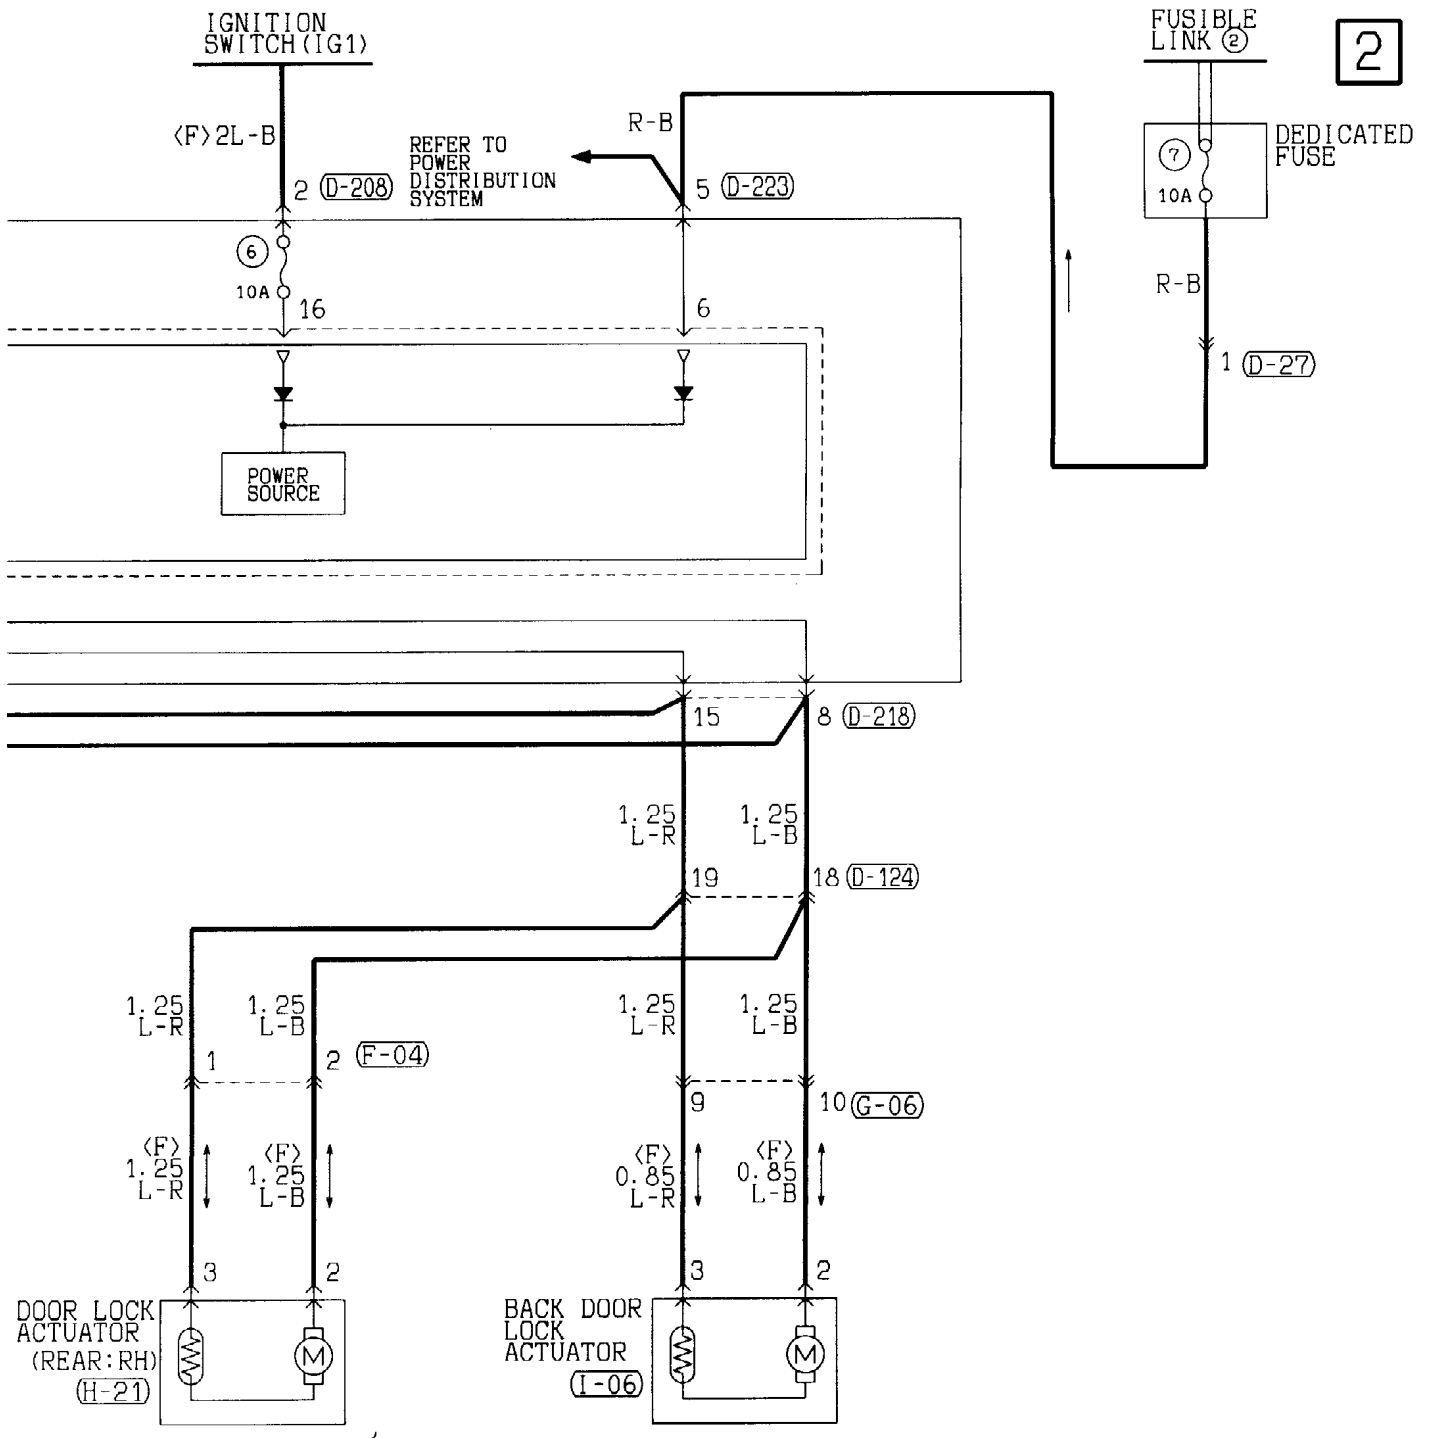 IGNITION
SWITCH(IG1)
FUSIBLE
LINK ②
2
<F>2L-B
R-B
REFER TO
POWER
DISTRIBUTION
SYSTEM
DEDICATED
FUSE
⑦
10A
2 (D-208)
5 (D-223)
⑥
10A
16
6
R-B
1 (D-27)
POWER
SOURCE
15
8 (D-218)
1.25
L-R
1.25
L-B
19
18 (D-124)
1.25
L-R
1.25
L-B
1.25
L-R
1.25
L-B
1
2 (F-04)
9
10 (G-06)
<F>
1.25
L-R
<F>
1.25
L-B
<F>
0.85
L-R
<F>
0.85
L-B
3
2
3
2
DOOR LOCK
ACTUATOR
(REAR:RH)
(H-21)
M
BACK DOOR
LOCK
ACTUATOR
(I-06)
M